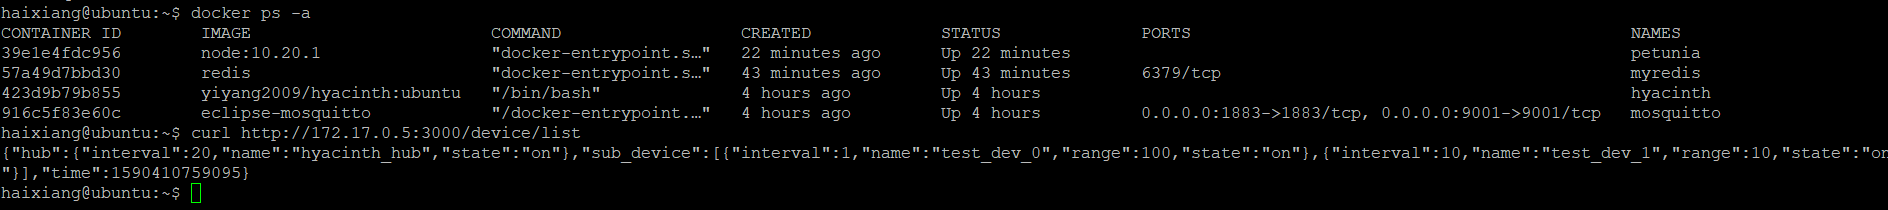 haixiang@ubuntu:~$ docker ps -a
CONTAINER ID        IMAGE                        COMMAND                  CREATED             STATUS              PORTS                                            NAMES
39e1e4fdc956        node:10.20.1                 "docker-entrypoint.s…"   22 minutes ago      Up 22 minutes                                                        petunia
57a49d7bbd30        redis                        "docker-entrypoint.s…"   43 minutes ago      Up 43 minutes       6379/tcp                                         myredis
423d9b79b855        yiyang2009/hyacinth:ubuntu   "/bin/bash"              4 hours ago         Up 4 hours                                                           hyacinth
916c5f83e60c        eclipse-mosquitto            "/docker-entrypoint.…"   4 hours ago         Up 4 hours          0.0.0.0:1883->1883/tcp, 0.0.0.0:9001->9001/tcp   mosquitto
haixiang@ubuntu:~$ curl http://172.17.0.5:3000/device/list
{"hub":{"interval":20,"name":"hyacinth_hub","state":"on"},"sub_device":[{"interval":1,"name":"test_dev_0","range":100,"state":"on"},{"interval":10,"name":"test_dev_1","range":10,"state":"on
"}],"time":1590410759095}
haixiang@ubuntu:~$